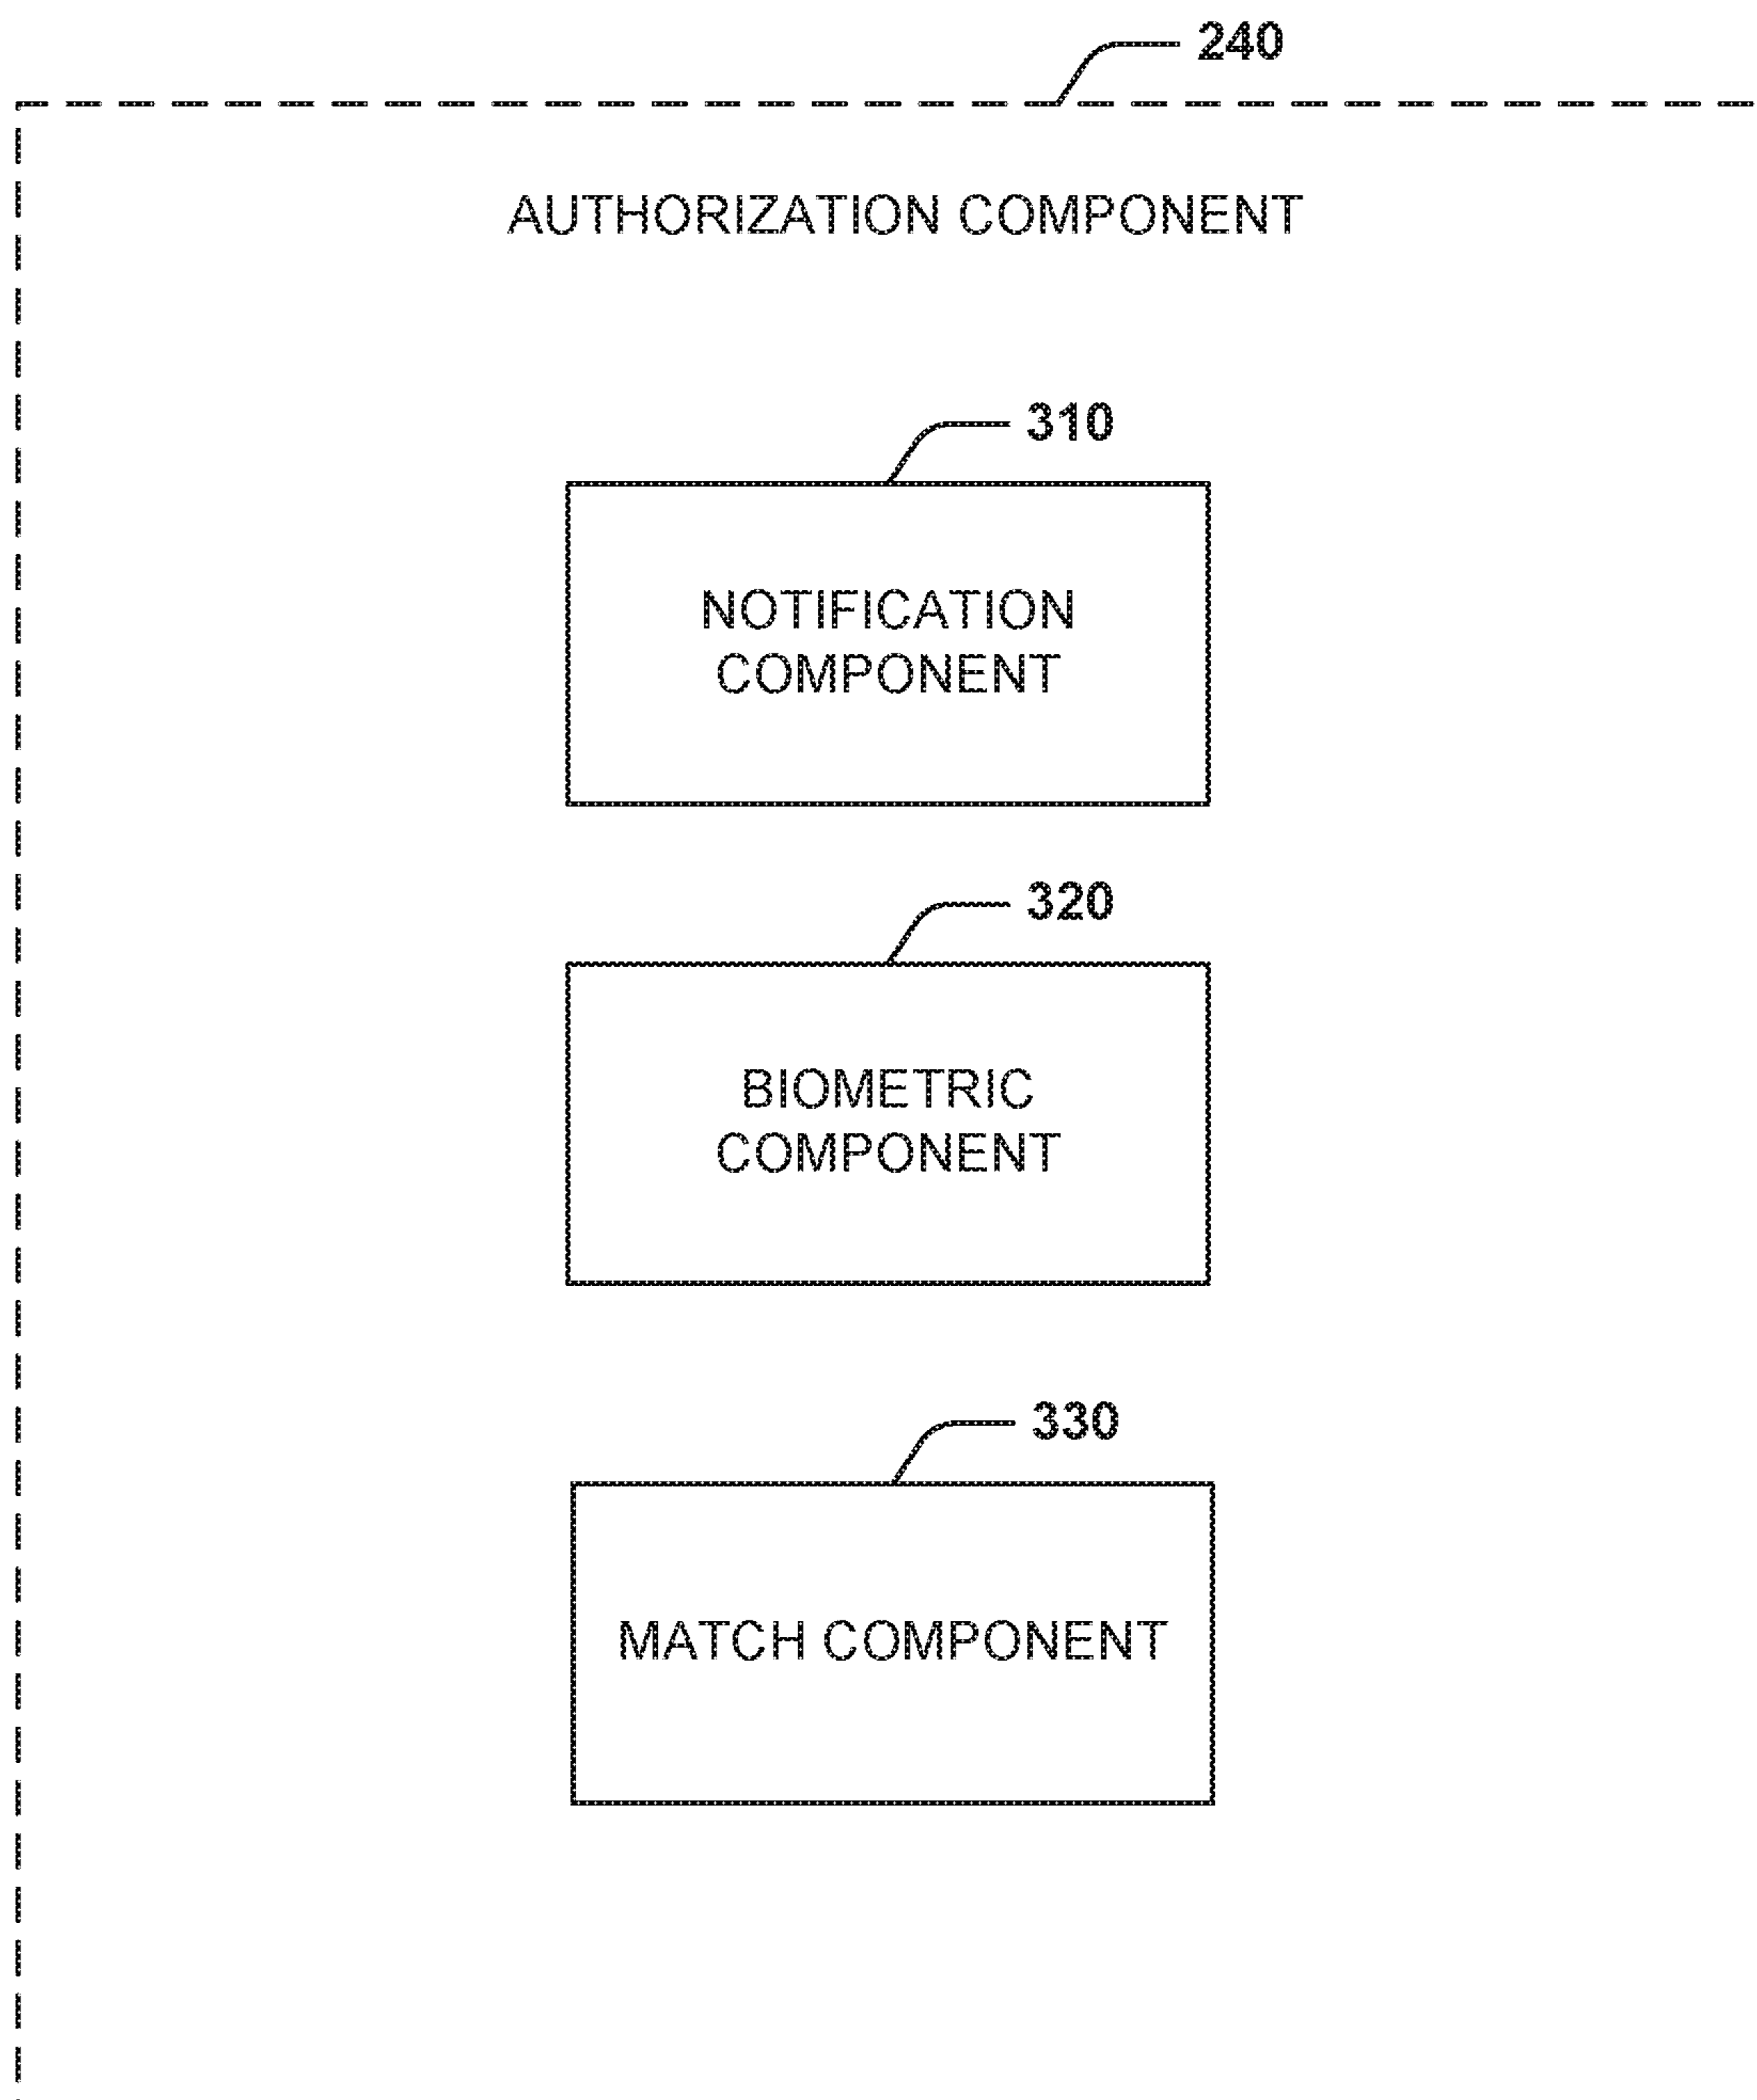 240
AUTHORIZATION COMPONENT
310
NOTIFICATION
COMPONENT
320
BIOMETRIC
COMPONENT
330
MATCH COMPONENT